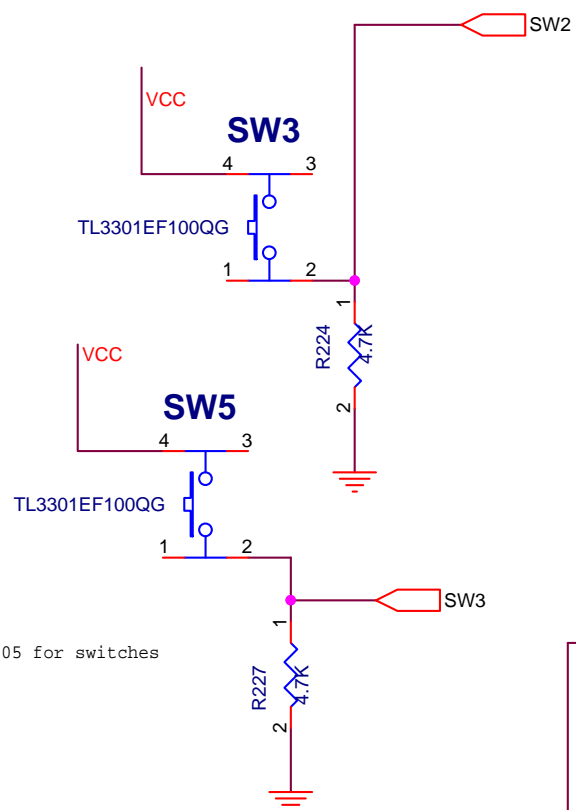 SW2
VCC
SW3
4 3
TL3301EF100QG
1 2
1
R224
4.7K
2
VCC
SW5
4 3
TL3301EF100QG
1 2
SW3
1
05 for switches
R227
4.7K
2